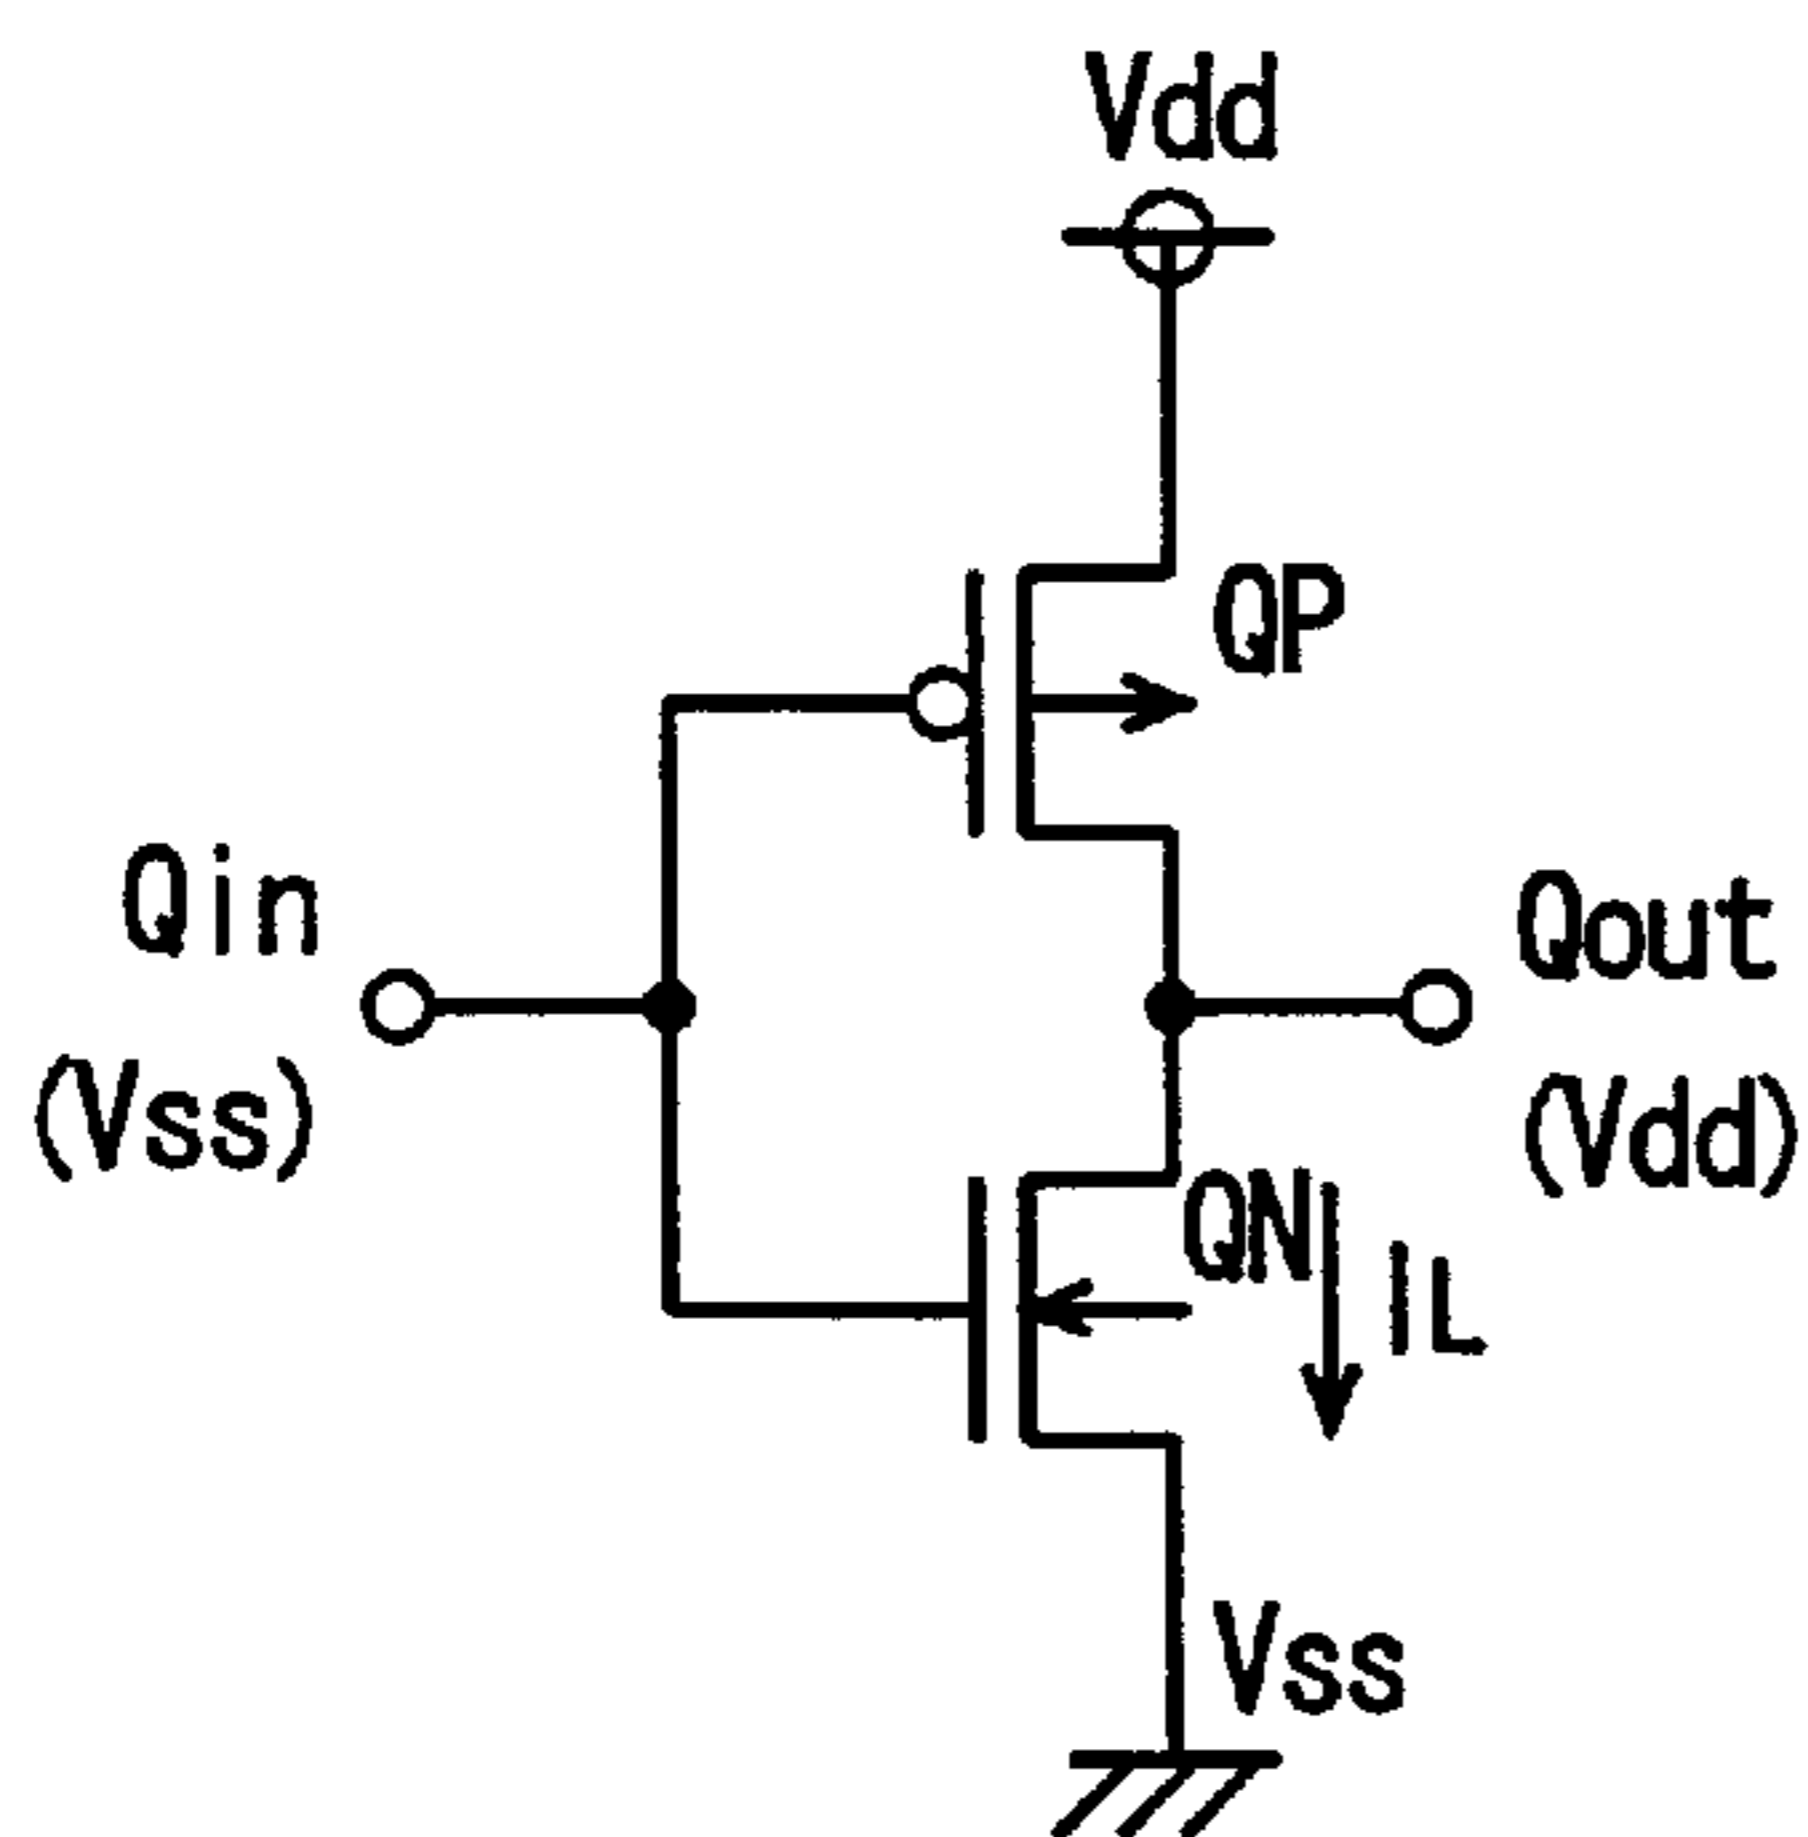 Vdd
QP
Qin
Qout
(Vss)
(Vdd)
QN
IL
Vss